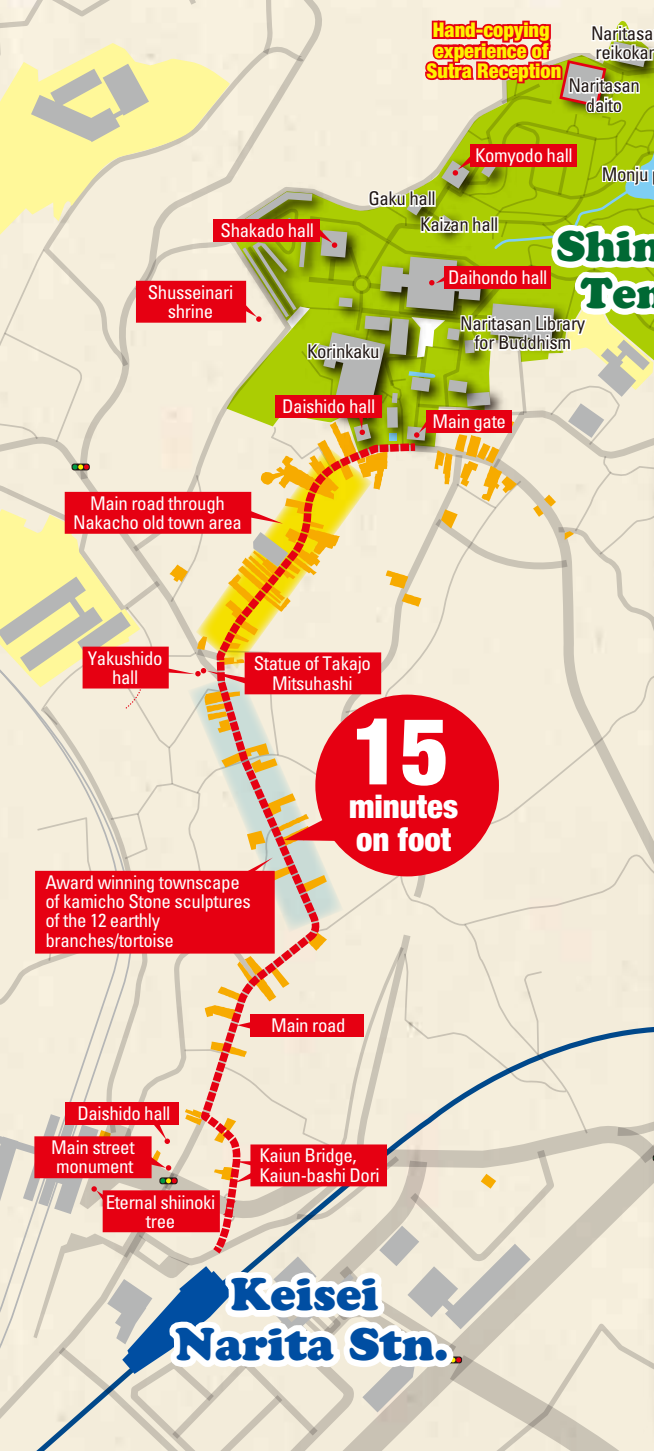 Hand-copying
experience of
Sutra Reception
Naritasa
reikokan
Naritasan
daito
Komyodo hall
Monju
Gaku hall
Kaizan hall
Shakado hall
Shin
Ten
Daihondo hall
Shusseinari
shrine
Naritasan Library
for Buddhism
Korinkaku
Daishido hall
Main gate
Main road through
Nakacho old town area
Yakushido
hall
Statue of Takajo
Mitsuhashi
15
minutes
on foot
Award winning townscape
of kamicho Stone sculptures
of the 12 earthly
branches/tortoise
Main road
Daishido hall
Main street
monument
Kaiun Bridge,
Kaiun-bashi Dori
Eternal shiinoki
tree
Keisei
Narita Stn.